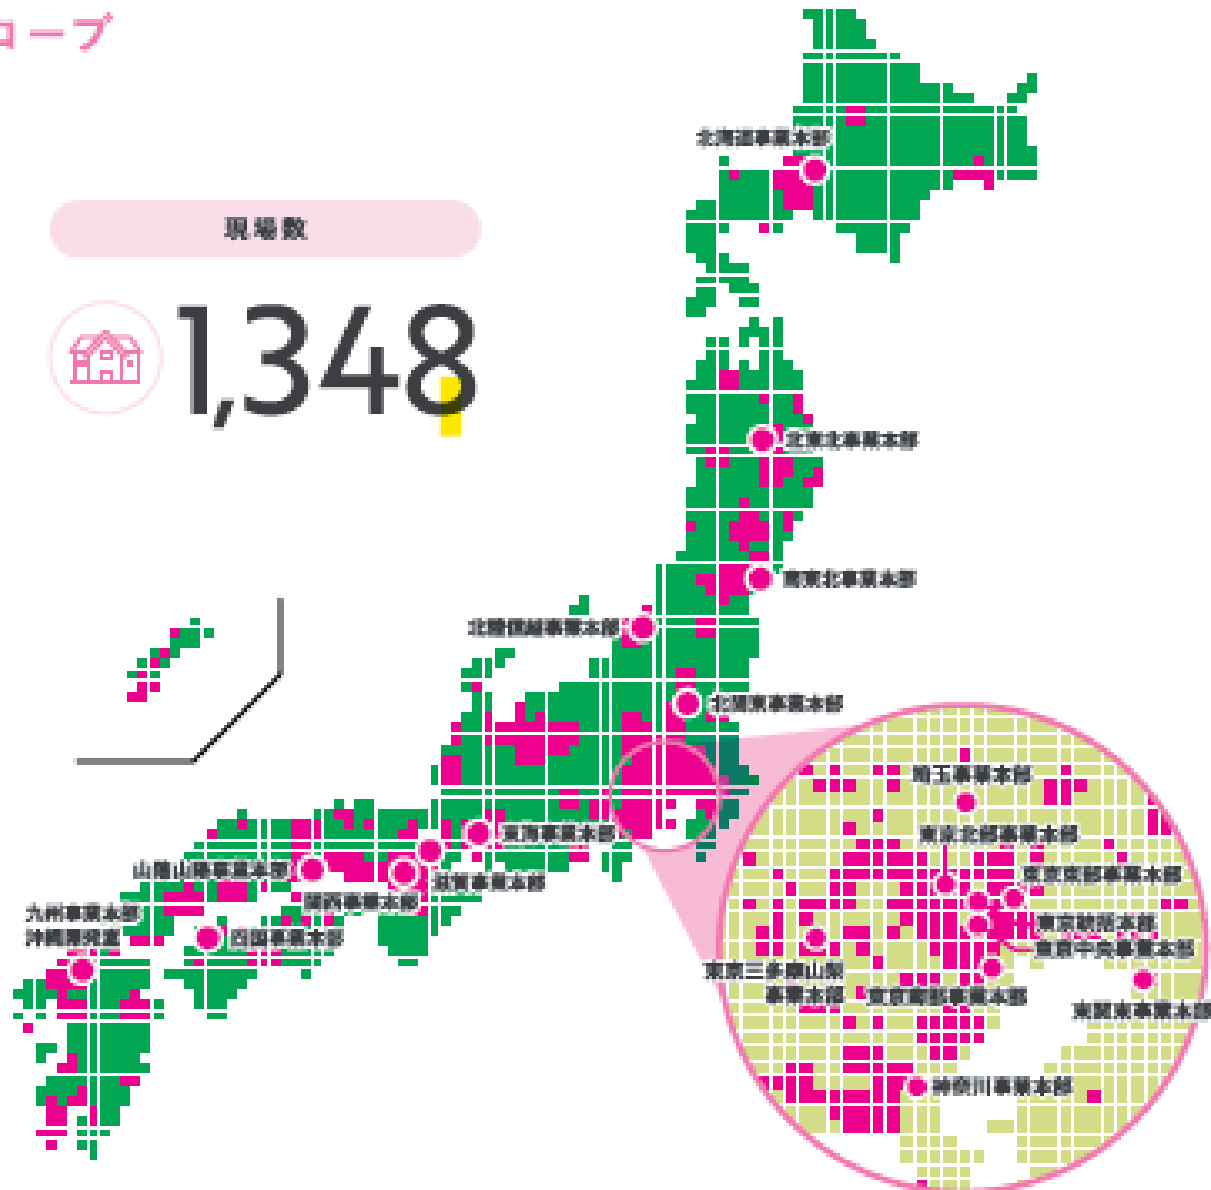 コープ
北海道事業本部
現場数
1,348
北東北事業本部
南東北事業本部
北陸信越事業本部
北関東事業本部
埼玉事業本部
東京北部事業本部
東海事業本部
山陰山陽事業本部
滋賀事業本部
東京東部事業本部
関西事業本部
九州事業本部
沖縄開発室
四国事業本部
東京統括本部
東京中央事業本部
東京三多摩山梨
事業本部
東京南部事業本部
東関東事業本部
神奈川事業本部